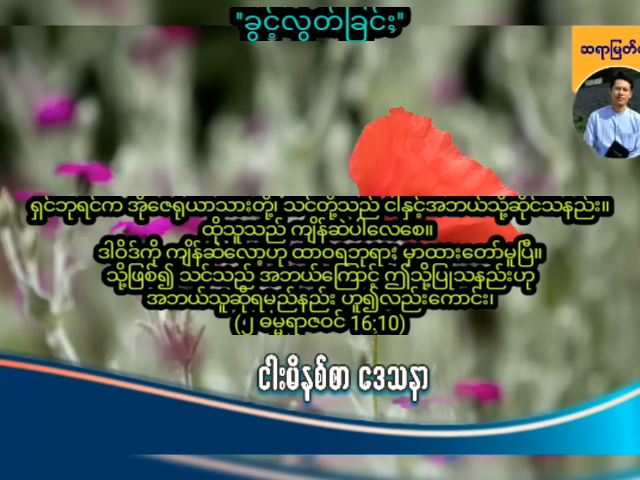 "ခွင့်လွှတ်ခြင်း"
ဆရာမြတ်
ရှင်ဘုရင်က အိုဇေရုယာသားတို့၊ သင်တို့သည် ငါနှင့်အဘယ်သို့ဆိုင်သနည်း။
ထိုသူသည် ကျိန်ဆဲပါလေစေ။
ဒါဝိဒ်ကို ကျိန်ဆဲလော့ဟု ထာဝရဘုရား မှာထားတော်မူပြီ။
သို့ဖြစ်၍ သင်သည် အဘယ်ကြောင့် ဤသို့ပြုသနည်းဟု
အဘယ်သူဆိုရမည်နည်း ဟူ၍လည်းကောင်း၊
(၂ ဓမ္မရာဇဝင် 16:10)
ငါးမိနစ်စာ ဒေသနာ